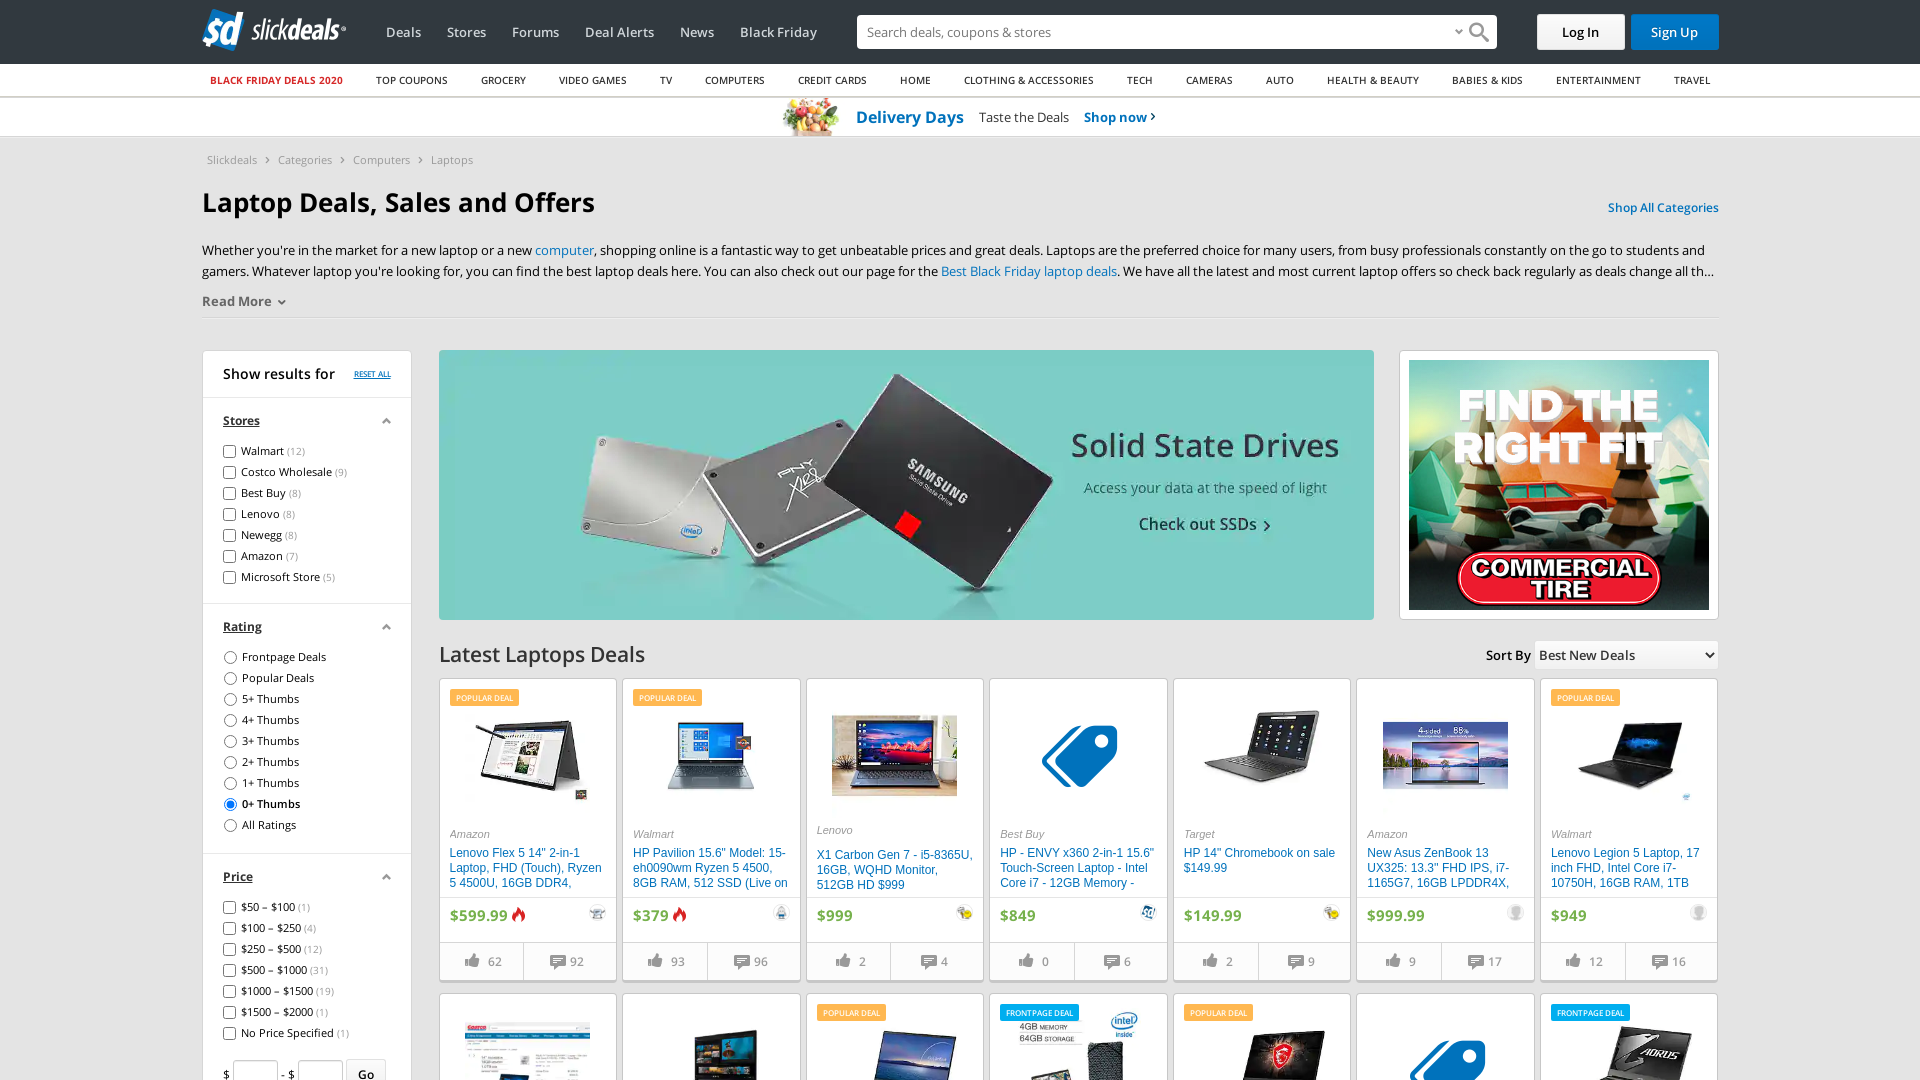 slickdeals
Deals Stores Forums Deal Alerts News Black Friday
Search deals, coupons & stores
Log In Sign Up
BLACK FRIDAY DEALS 2020 TOP COUPONS GROCERY VIDEO GAMES TV COMPUTERS CREDIT CARDS HOME CLOTHING & ACCESSORIES TECH CAMERAS AUTO HEALTH & BEAUTY BABIES & KIDS ENTERTAINMENT TRAVEL
Delivery Days Taste the Deals Shop now
Slickdeals Categories Computers Laptops
Laptop Deals, Sales and Offers
Shop All Categories
Whether you're in the market for a new laptop or a new computer, shopping online is a fantastic way to get unbeatable prices and great deals. Laptops are the preferred choice for many users, from busy professionals constantly on the go to students and
gamers. Whatever laptop you're looking for, you can find the best laptop deals here. You can also check out our page for the Best Black Friday laptop deals. We have all the latest and most current laptop offers so check back regularly as deals change all th...
Read More
Show results for RESET ALL
Stores
Walmart (12)
Costco Wholesale (9)
Best Buy (8)
Lenovo (8)
Newegg (8)
Amazon (7)
Microsoft Store (5)
Rating
Frontpage Deals
Popular Deals
5+ Thumbs
4+ Thumbs
3+ Thumbs
2+ Thumbs
1+ Thumbs
0+ Thumbs
All Ratings
Price
$50 – $100 (1)
$100 – $250 (4)
$250 – $500 (12)
$500 – $1000 (31)
$1000 – $1500 (19)
$1500 – $2000 (1)
No Price Specified (1)
$ - $ Go
intel
SAMSUNG
Solid State Drive
Solid State Drives
Access your data at the speed of light
Check out SSDs
FIND THE
RIGHT FIT
COMMERCIAL
TIRE
Latest Laptops Deals
Sort By Best New Deals
POPULAR DEAL
Amazon
Lenovo Flex 5 14" 2-in-1
Laptop, FHD (Touch), Ryzen
5 4500U, 16GB DDR4,
$599.99
62 92
POPULAR DEAL
Walmart
HP Pavilion 15.6" Model: 15-
eh0090wm Ryzen 5 4500,
8GB RAM, 512 SSD (Live on
$379
93 96
Lenovo
X1 Carbon Gen 7 - i5-8365U,
16GB, WQHD Monitor,
512GB HD $999
$999
2 4
Best Buy
HP - ENVY x360 2-in-1 15.6"
Touch-Screen Laptop - Intel
Core i7 - 12GB Memory -
$849
0 6
Target
HP 14" Chromebook on sale
$149.99
$149.99
2 9
4-sided 85%
Amazon
New Asus ZenBook 13
UX325: 13.3" FHD IPS, i7-
1165G7, 16GB LPDDR4X,
$999.99
9 17
POPULAR DEAL
Walmart
Lenovo Legion 5 Laptop, 17
inch FHD, Intel Core i7-
10750H, 16GB RAM, 1TB
$949
12 16
POPULAR DEAL
FRONTPAGE DEAL
4GB MEMORY
64GB STORAGE
intel
inside
POPULAR DEAL
FRONTPAGE DEAL
AORUS